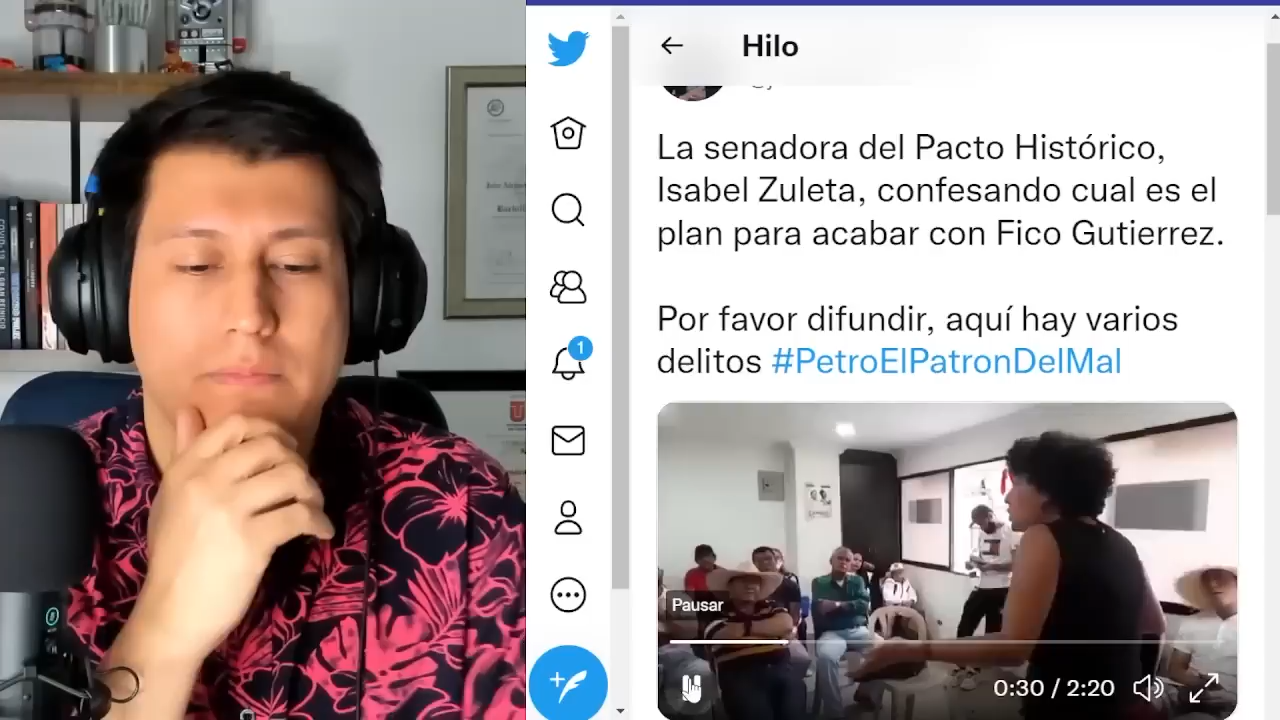 Hilo
La senadora del Pacto Histórico,
Isabel Zuleta, confesando cual es el
plan para acabar con Fico Gutierrez.
Por favor difundir, aquí hay varios
delitos #PetroElPatronDelMal
1
Pausar
0:30 / 2:20